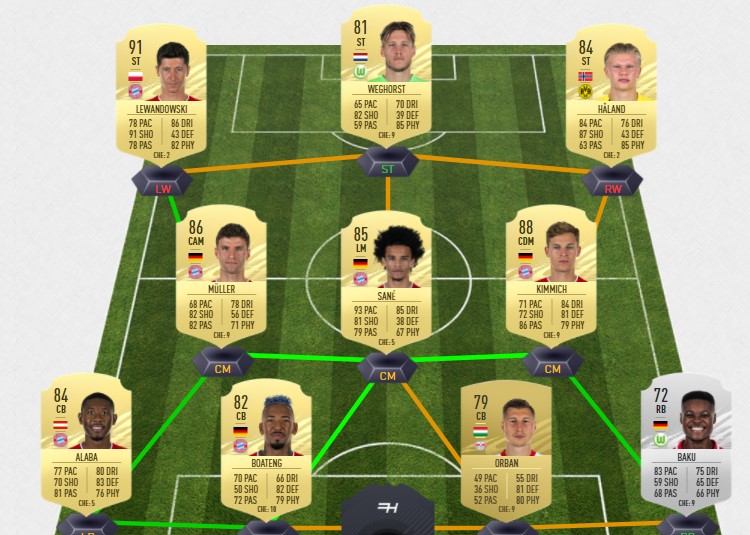 91
ST
LEWANDOWSKI
78 PAC 86 DRI
91 SHO 43 DEF
78 PAS 82 PHY
CHE: 2
LW
81
ST
WEGHORST
65 PAC 70 DRI
82 SHO 39 DEF
59 PAS 85 PHY
CHE: 9
ST
84
ST
HÅLAND
84 PAC 76 DRI
87 SHO 43 DEF
63 PAS 85 PHY
CHE: 2
RW
86
CAM
MÜLLER
68 PAC 78 DRI
82 SHO 56 DEF
82 PAS 71 PHY
CHE: 9
CM
85
LM
SANÉ
93 PAC 85 DRI
81 SHO 38 DEF
79 PAS 67 PHY
CHE: 5
CM
88
CDM
KIMMICH
71 PAC 84 DRI
72 SHO 81 DEF
86 PAS 79 PHY
CHE: 9
CM
84
CB
ALABA
77 PAC 80 DRI
70 SHO 83 DEF
81 PAS 76 PHY
CHE: 5
82
CB
BOATENG
70 PAC 66 DRI
50 SHO 82 DEF
72 PAS 79 PHY
CHE: 10
79
CB
ORBAN
49 PAC 55 DRI
36 SHO 81 DEF
52 PAS 80 PHY
CHE: 9
72
RB
BAKU
83 PAC 75 DRI
59 SHO 65 DEF
68 PAS 66 PHY
CHE: 9